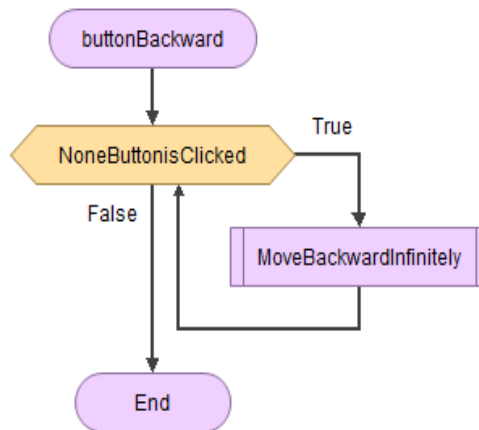 buttonBackward
True
NoneButtonisClicked
False
MoveBackwardInfinitely
End